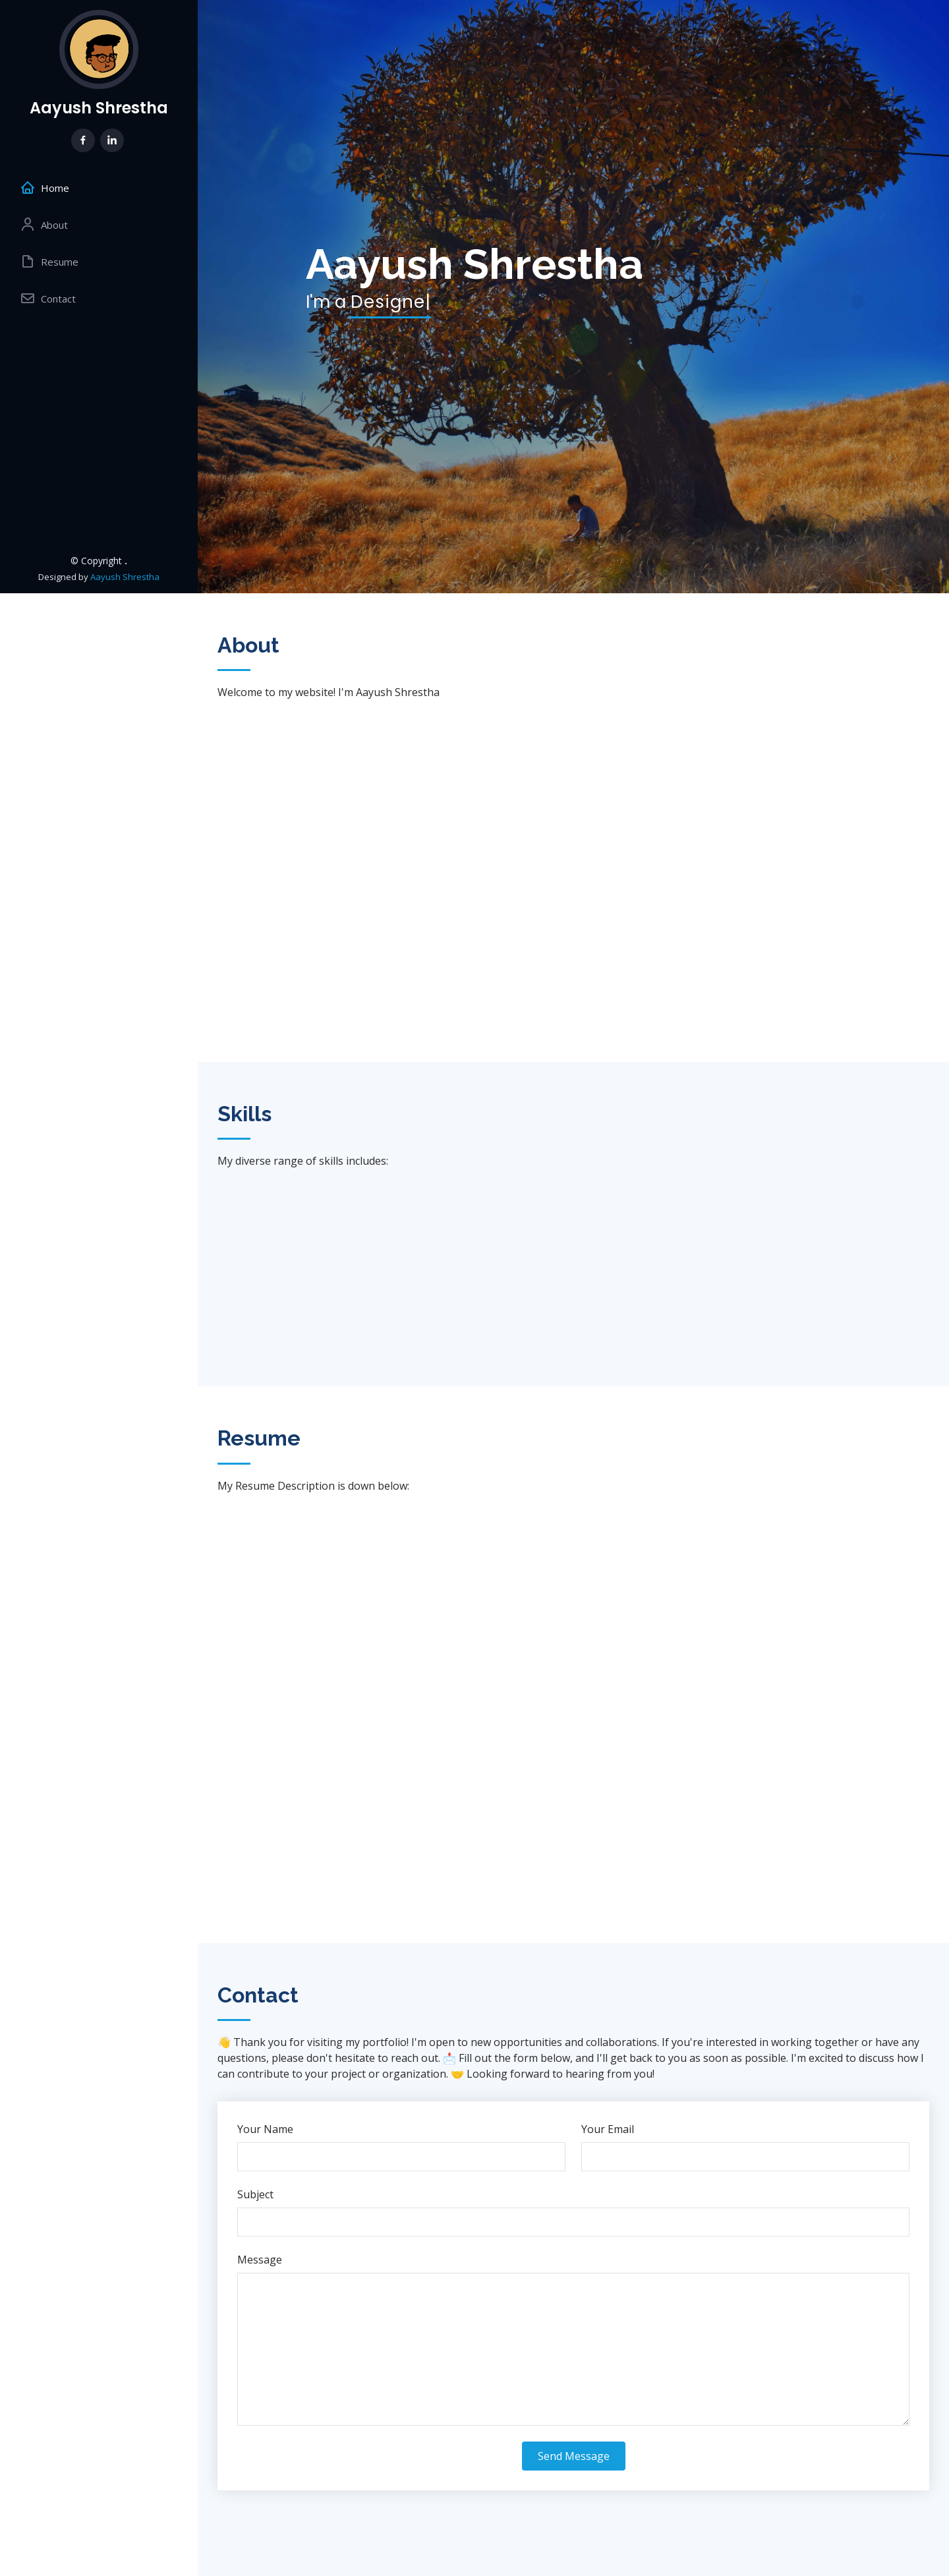 Aayush Shrestha
Home
About
Resume
Contact
© Copyright .
Designed by Aayush Shrestha
Aayush Shrestha
I'm a Designe|
About
Welcome to my website! I'm Aayush Shrestha
Skills
My diverse range of skills includes:
Resume
My Resume Description is down below:
Contact
👋 Thank you for visiting my portfolio! I'm open to new opportunities and collaborations. If you're interested in working together or have any
questions, please don't hesitate to reach out. 📩 Fill out the form below, and I'll get back to you as soon as possible. I'm excited to discuss how I
can contribute to your project or organization. 🤝 Looking forward to hearing from you!
Your Name
Your Email
Subject
Message
Send Message